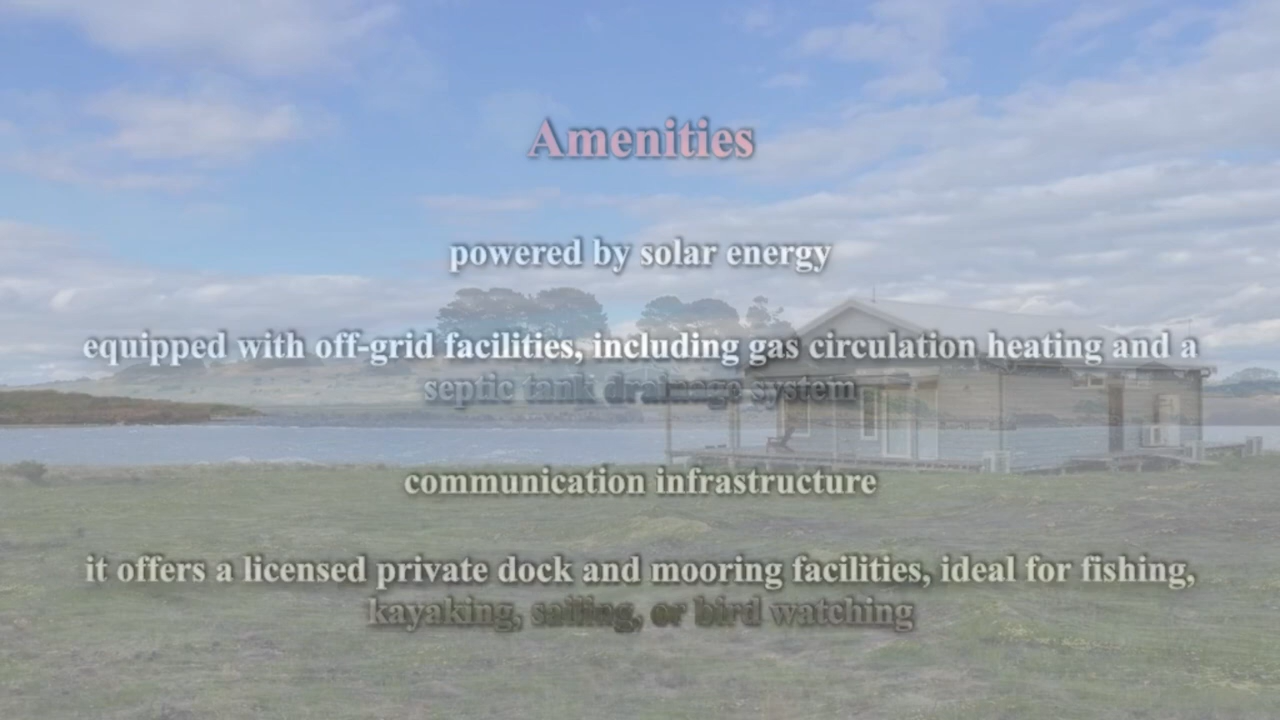 Amenities
powered by solar energy
equipped with off-grid facilities, including gas circulation heating and a
septic tank drainage system
communication infrastructure
it offers a licensed private dock and mooring facilities, ideal for fishing,
kayaking, sailing, or bird watching